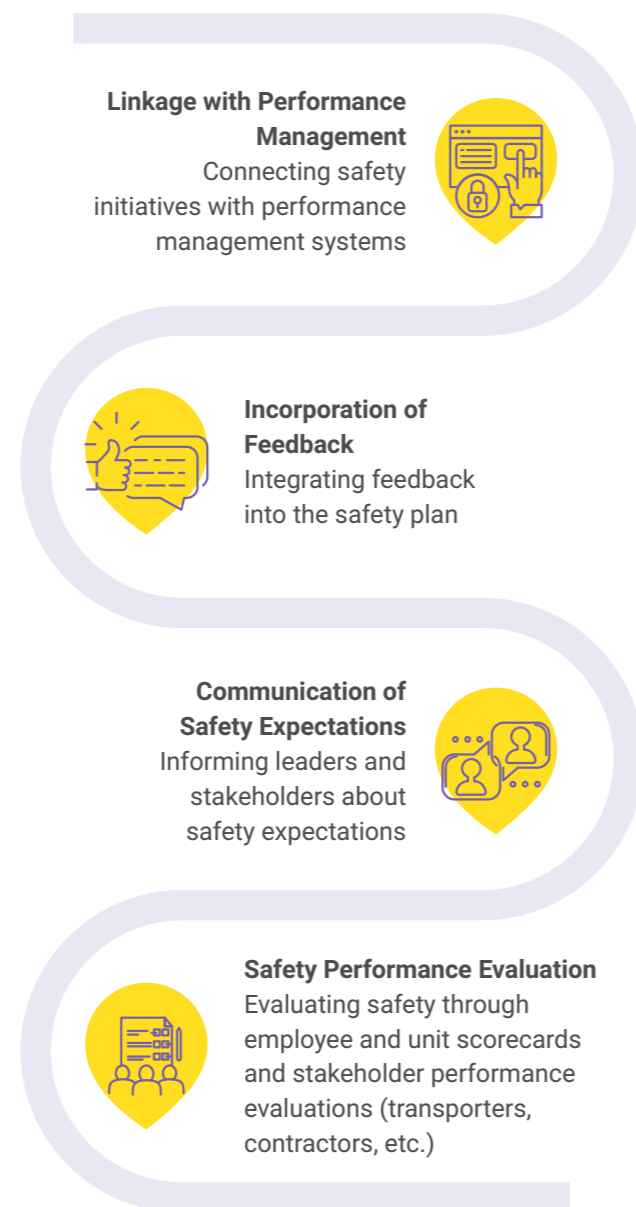 Linkage with Performance
Management
Connecting safety
initiatives with performance
management systems
Incorporation of
Feedback
Integrating feedback
into the safety plan
Communication of
Safety Expectations
Informing leaders and
stakeholders about
safety expectations
Safety Performance Evaluation
Evaluating safety through
employee and unit scorecards
and stakeholder performance
evaluations (transporters,
contractors, etc.)